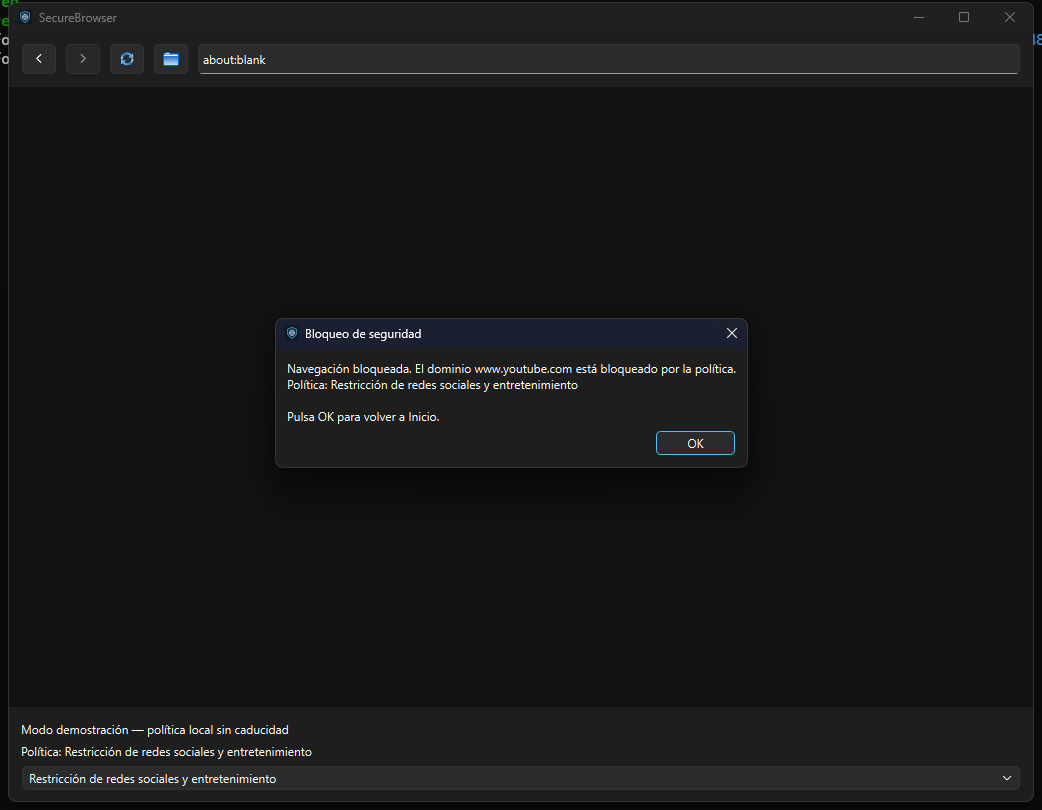 SecureBrowser
about:blank
Bloqueo de seguridad
Navegación bloqueada. El dominio www.youtube.com está bloqueado por la política.
Política: Restricción de redes sociales y entretenimiento
Pulsa OK para volver a Inicio.
OK
Modo demostración — política local sin caducidad
Política: Restricción de redes sociales y entretenimiento
Restricción de redes sociales y entretenimiento